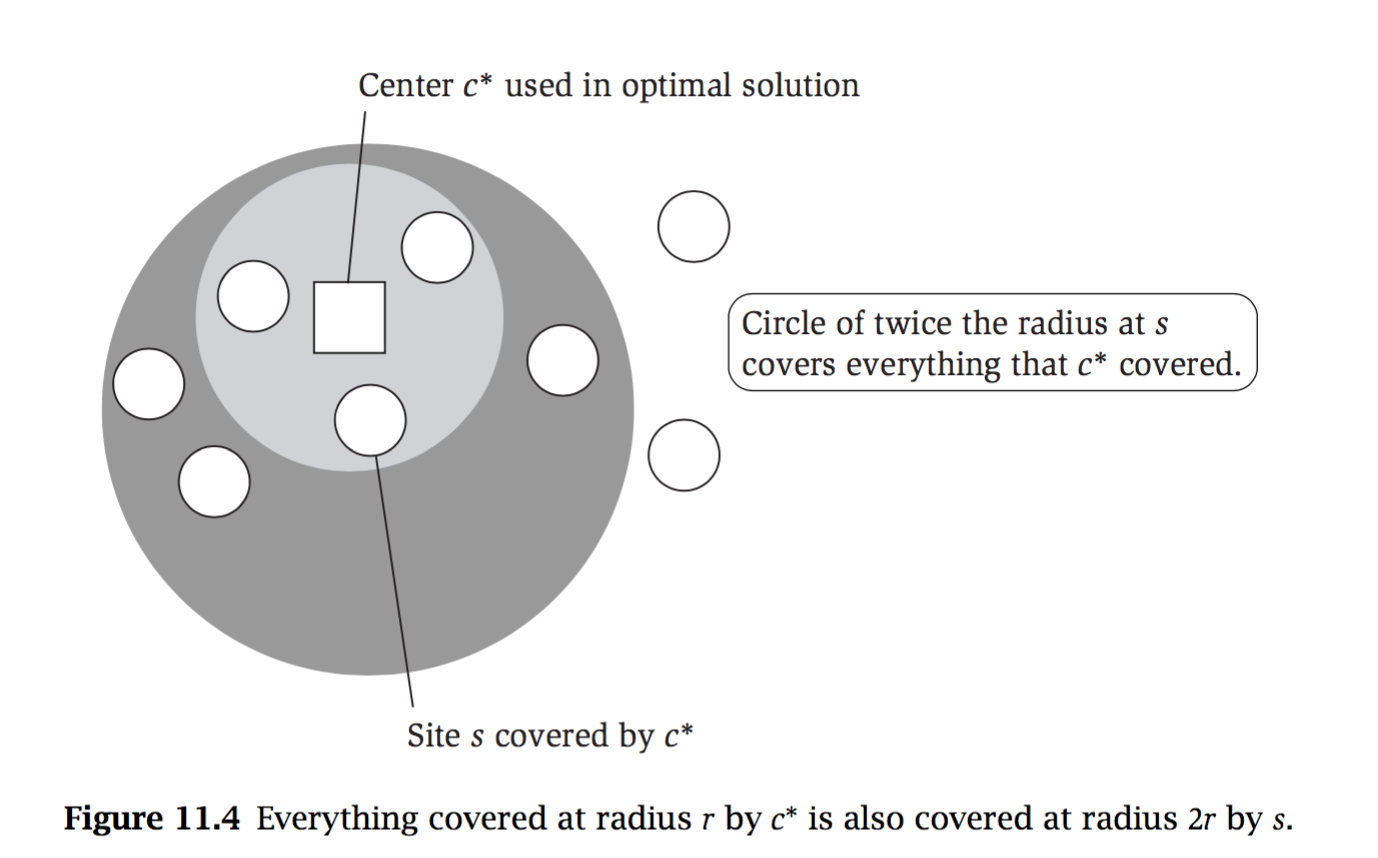 Center c* used in optimal solution
Circle of twice the radius at s
covers everything that c* covered.
Site s covered by c*
Figure 11.4 Everything covered at radius r by c* is also covered at radius 2r by s.